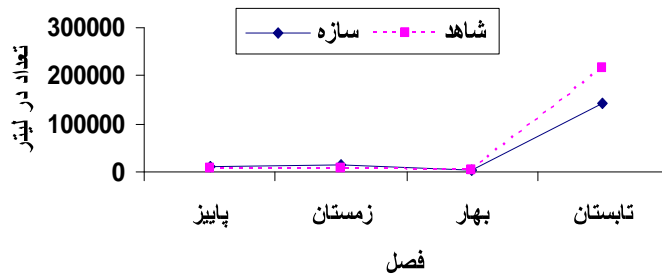 سازه
شاهد
تعداد در لیتر
300000
200000
100000
0
پاییز
زمستان
بهار
تابستان
فصل